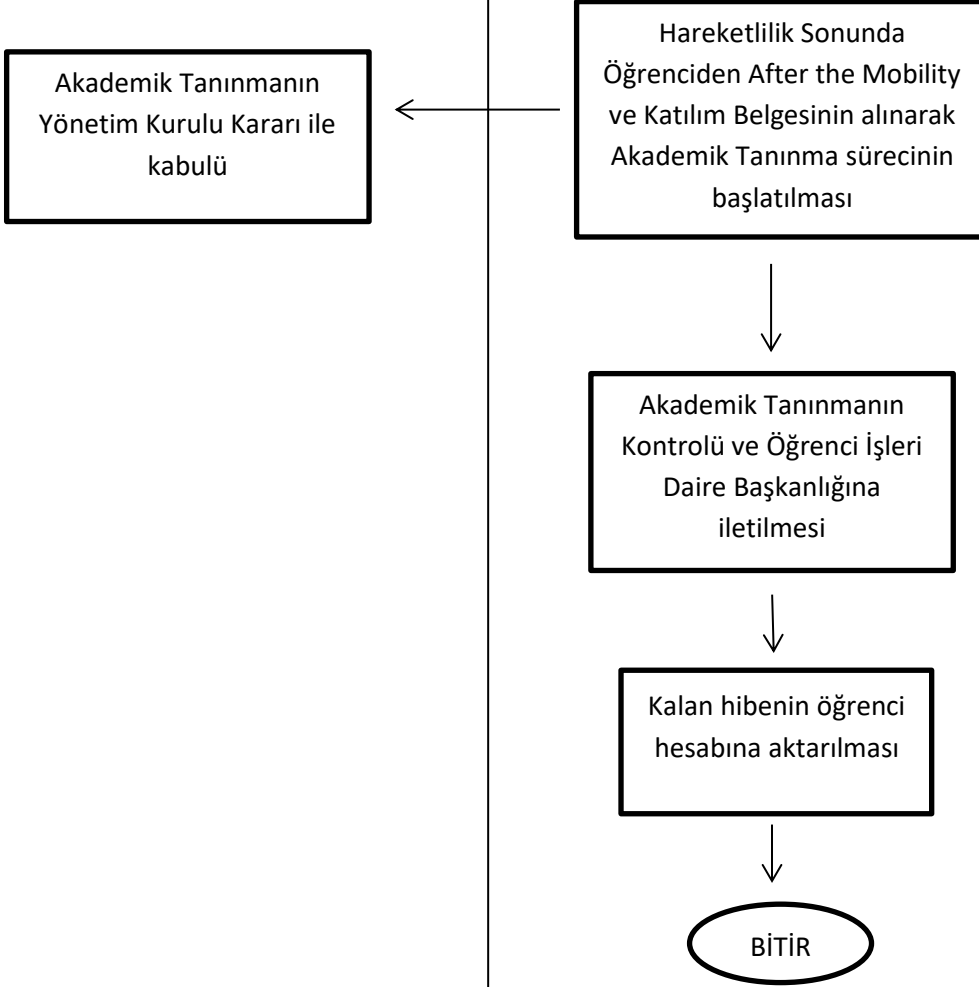 Akademik Tanınmanın
Yönetim Kurulu Kararı ile
kabulü
Hareketlilik Sonunda
Öğrenciden After the Mobility
ve Katılım Belgesinin alınarak
Akademik Tanınma sürecinin
başlatılması
Akademik Tanınmanın
Kontrolü ve Öğrenci İşleri
Daire Başkanlığına
iletilmesi
Kalan hibenin öğrenci
hesabına aktarılması
BİTİR